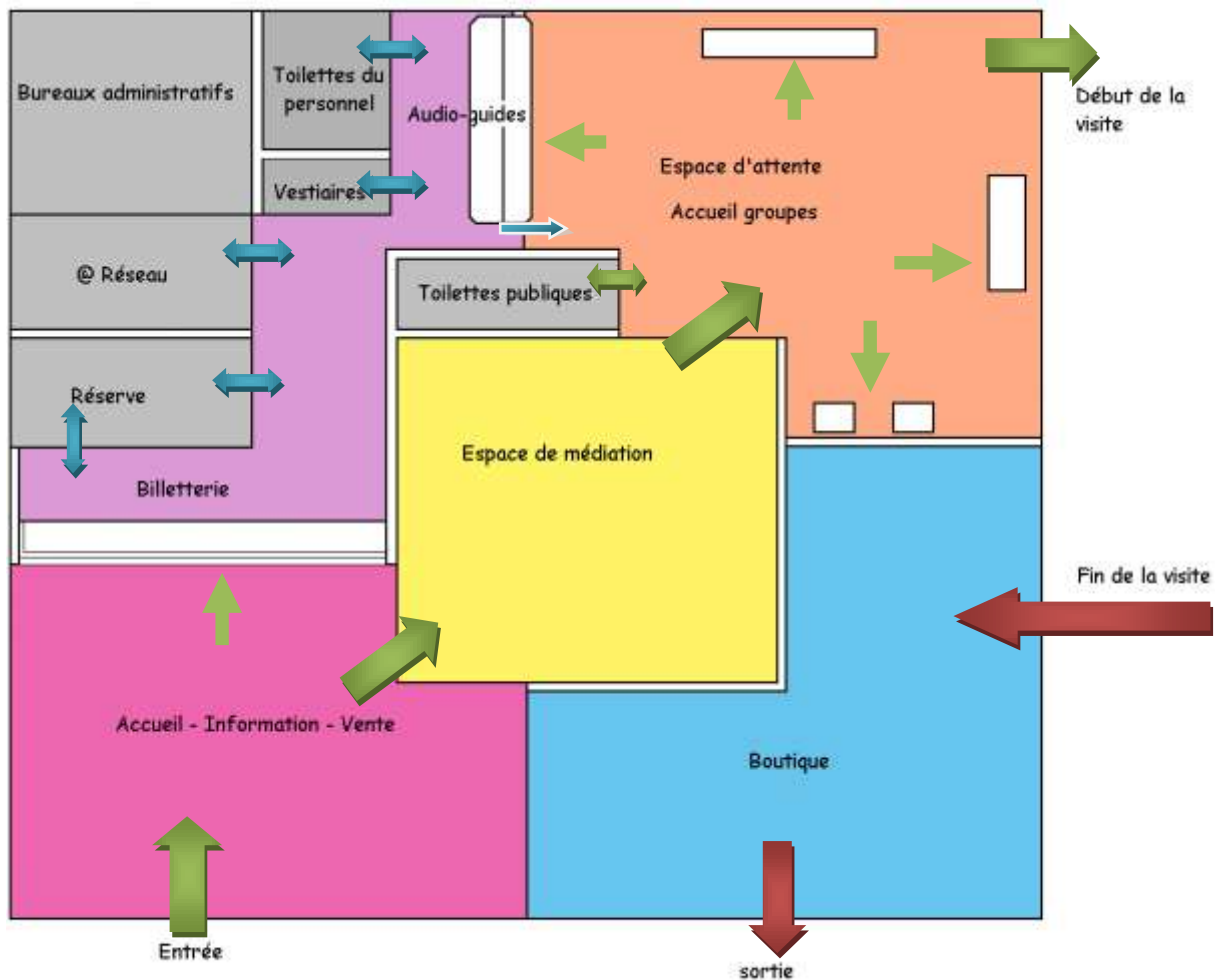 Bureaux administratifs
Toilettes du
personnel
Audio-guides
Début de la
visite
Espace d'attente
Accueil groupes
Vestiaires
@ Réseau
Toilettes publiques
Réserve
Espace de médiation
Billetterie
Fin de la visite
Accueil - Information - Vente
Boutique
Entrée
sortie